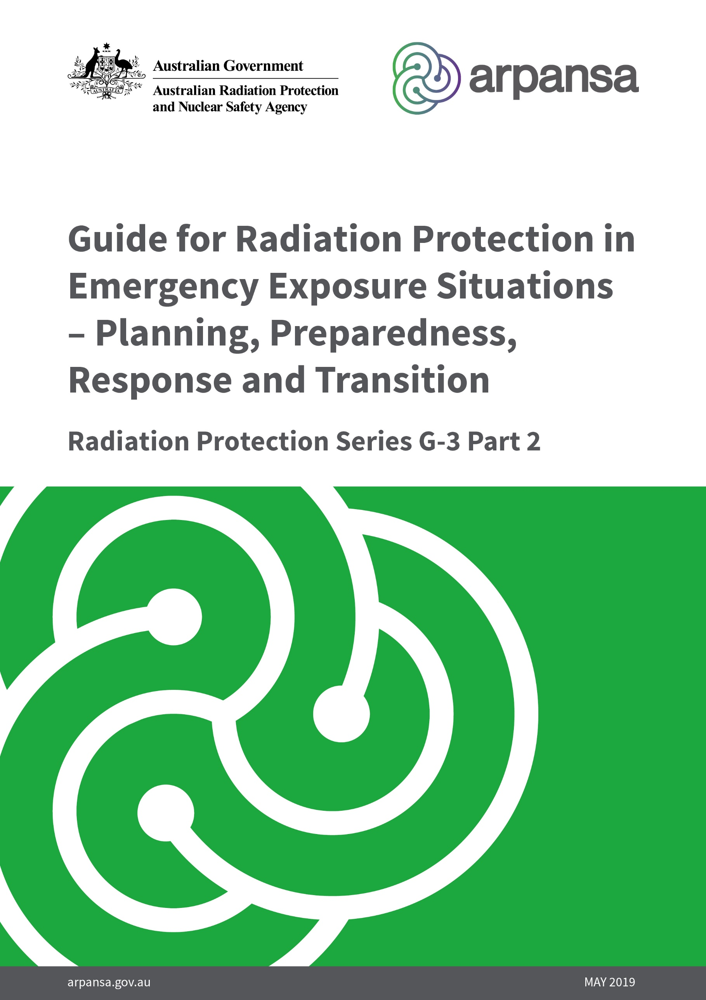 Australian Government
Australian Radiation Protection
and Nuclear Safety Agency
AUSTRALIA
arpansa
Guide for Radiation Protection in
Emergency Exposure Situations
– Planning, Preparedness,
Response and Transition
Radiation Protection Series G-3 Part 2
arpansa.gov.au
MAY 2019